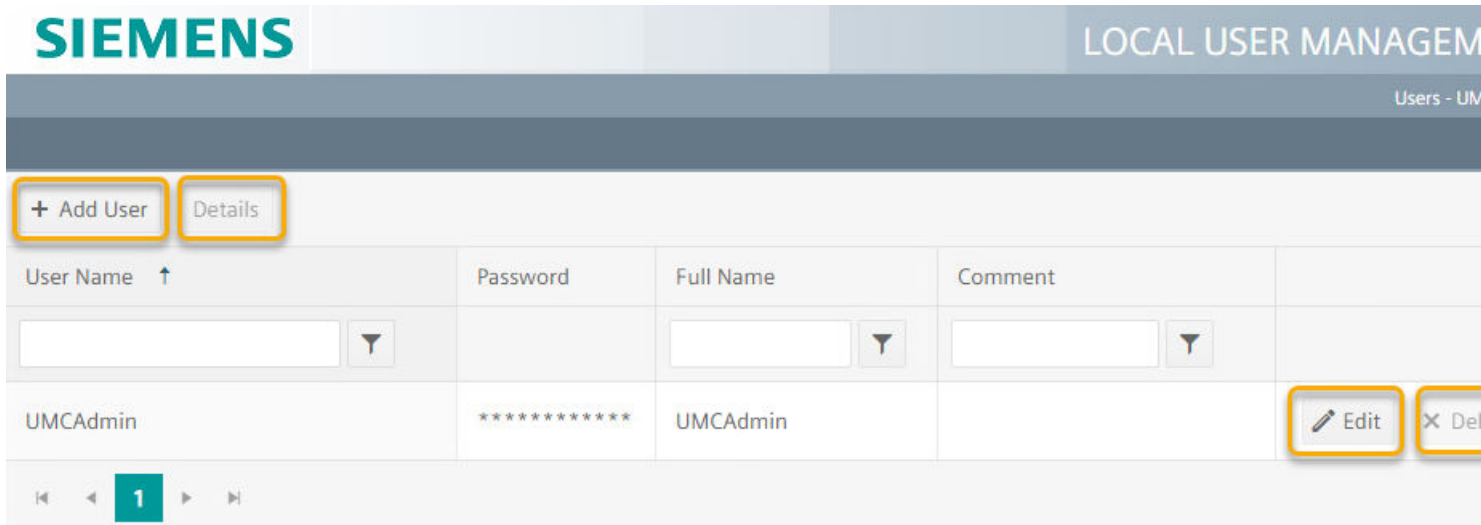 SIEMENS
LOCAL USER MANAGEM
Users - UM
+ Add User Details
User Name ↑ Password Full Name Comment
UMCAdmin ************ UMCAdmin Edit × Del
1